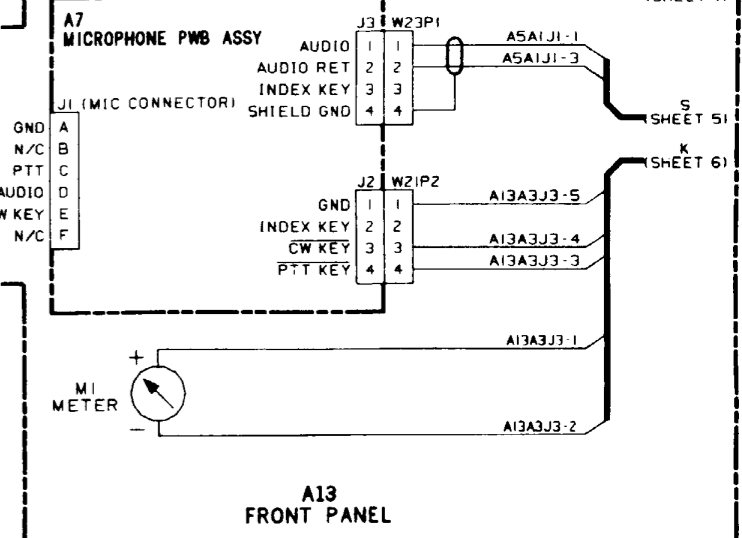 A7
MICROPHONE PWB ASSY
J3 W23P1
AUDIO 1 1 A5A1J1-1
AUDIO RET 2 2 A5A1J1-3
INDEX KEY 3 3
SHIELD GND 4 4
S
(SHEET 5)
J1 (MIC CONNECTOR)
GND A
N/C B
PTT C
AUDIO D
W KEY E
N/C F
K
(SHEET 6)
J2 W21P2
GND 1 1 A13A3J3-5
INDEX KEY 2 2
CW KEY 3 3 A13A3J3-4
PTT KEY 4 4 A13A3J3-3
A13A3J3-1
+
M1
METER
−
A13A3J3-2
A13
FRONT PANEL